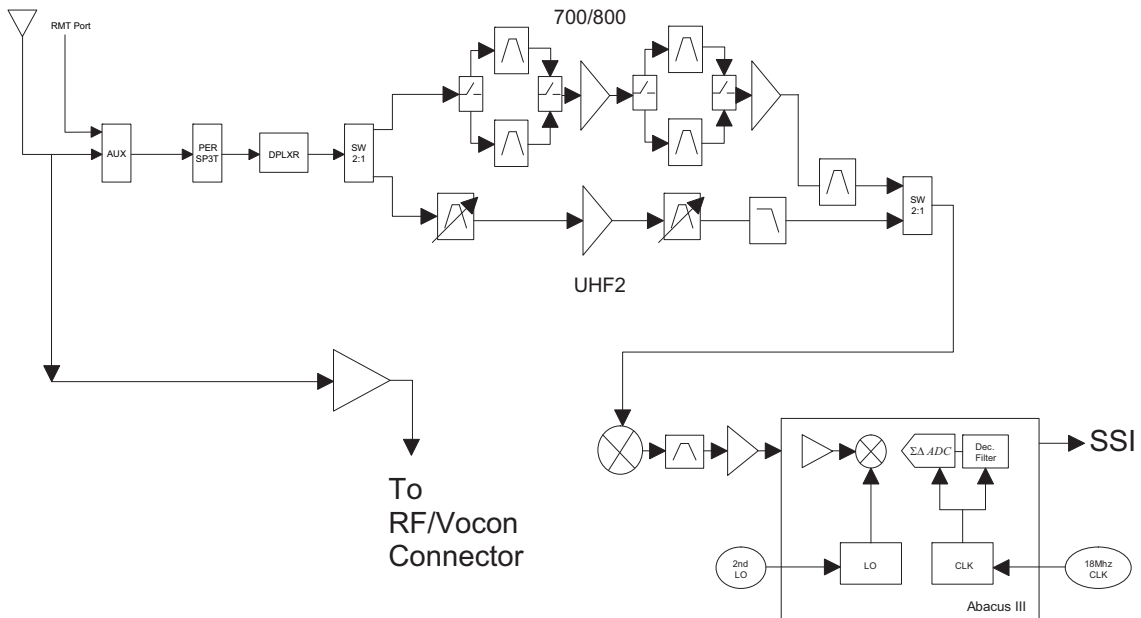 700/800
RMT Port
AUX
PER
SP3T
DPLXR
SW
2:1
SW
2:1
UHF2
To
RF/Vocon
Connector
ΣΔ ADC
Dec.
Filter
SSI
2nd
LO
LO
CLK
18Mhz
CLK
Abacus III